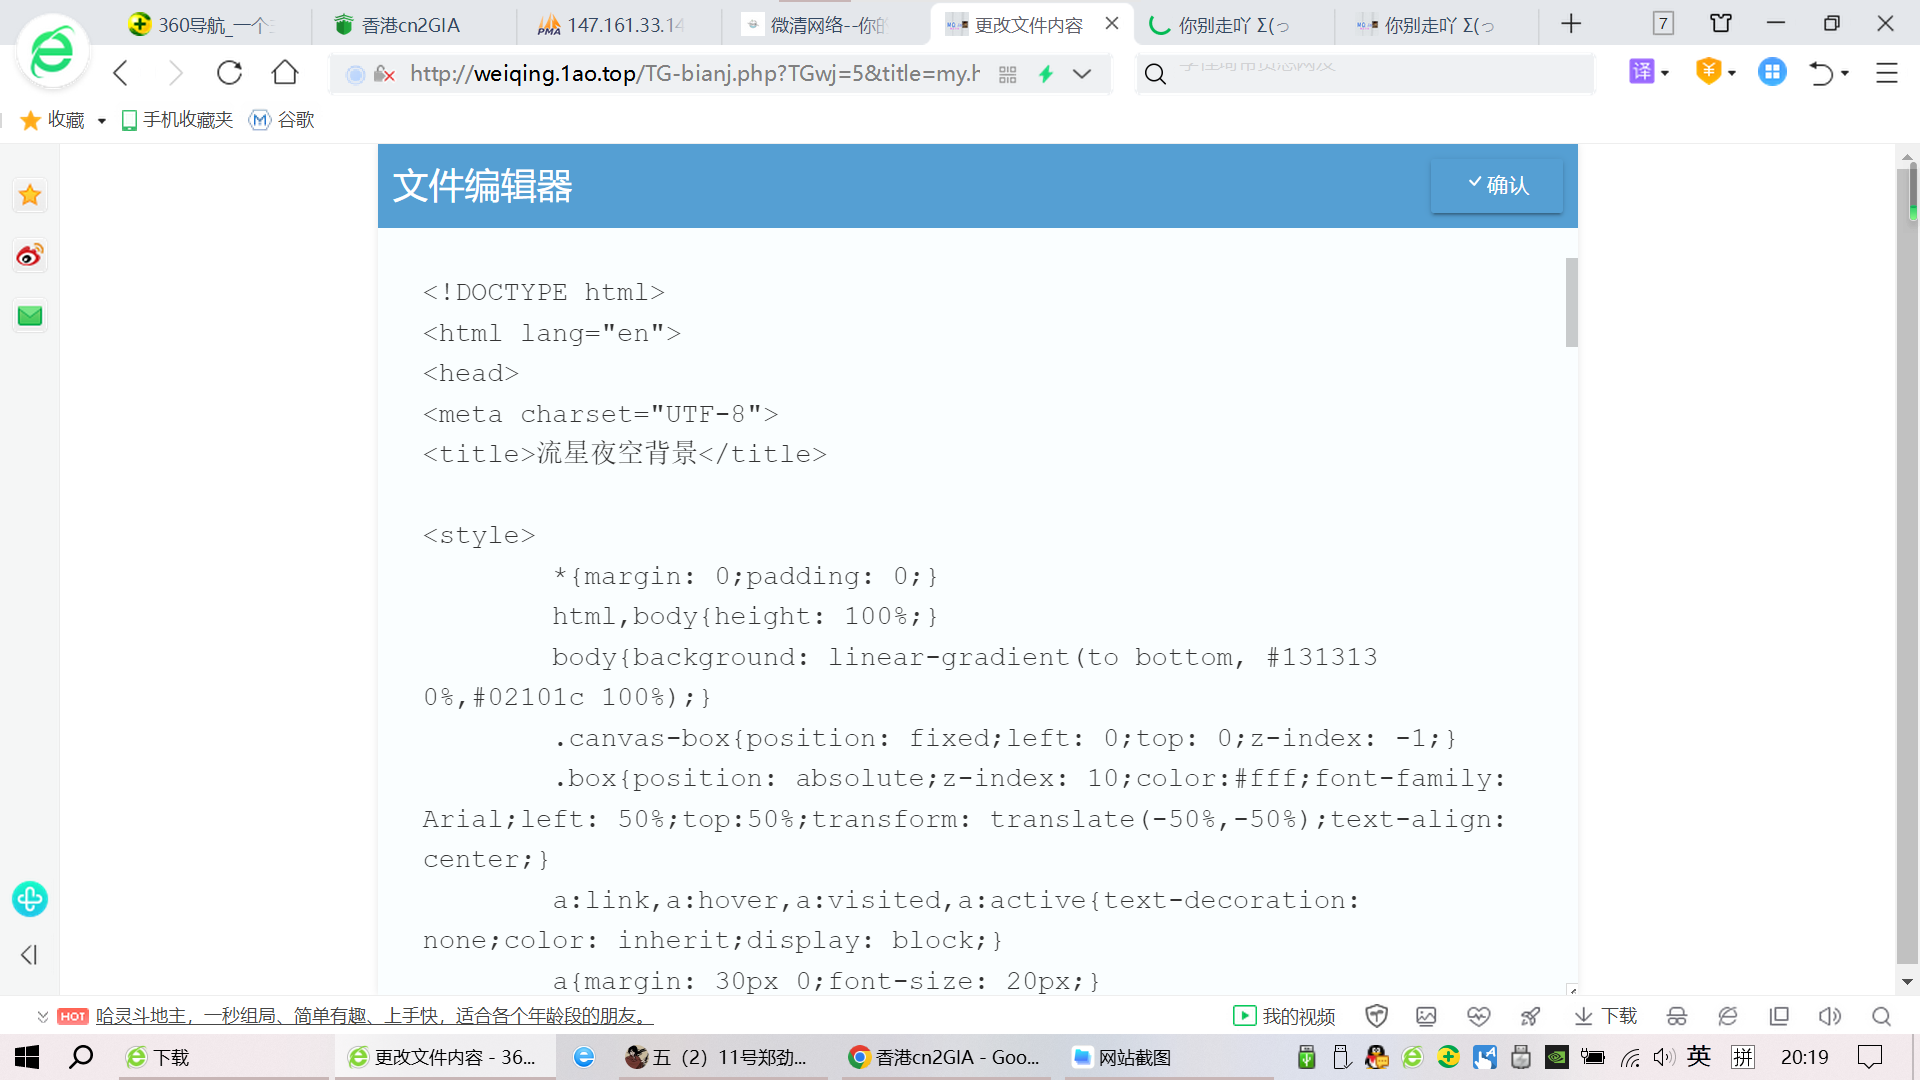 360导航_一个主
香港cn2GIA
147.161.33.14
微清网络--你的
更改文件内容
你别走吖 Σ(っ
你别走吖 Σ(っ
7
http://weiqing.1ao.top/TG-bianj.php?TGwj=5&title=my.h
译
收藏
手机收藏夹
谷歌
文件编辑器
确认
<!DOCTYPE html>
<html lang="en">
<head>
<meta charset="UTF-8">
<title>流星夜空背景</title>
<style>
*{margin: 0;padding: 0;}
html,body{height: 100%;}
body{background: linear-gradient(to bottom, #131313
0%,#02101c 100%);}
.canvas-box{position: fixed;left: 0;top: 0;z-index: -1;}
.box{position: absolute;z-index: 10;color:#fff;font-family:
Arial;left: 50%;top:50%;transform: translate(-50%,-50%);text-align:
center;}
a:link,a:hover,a:visited,a:active{text-decoration:
none;color: inherit;display: block;}
a{margin: 30px 0;font-size: 20px;}
HOT 哈灵斗地主，一秒组局、简单有趣、上手快，适合各个年龄段的朋友。
我的视频
下载
下载
更改文件内容 - 36...
五（2）11号郑劲...
香港cn2GIA - Goo...
网站截图
英
拼
20:19